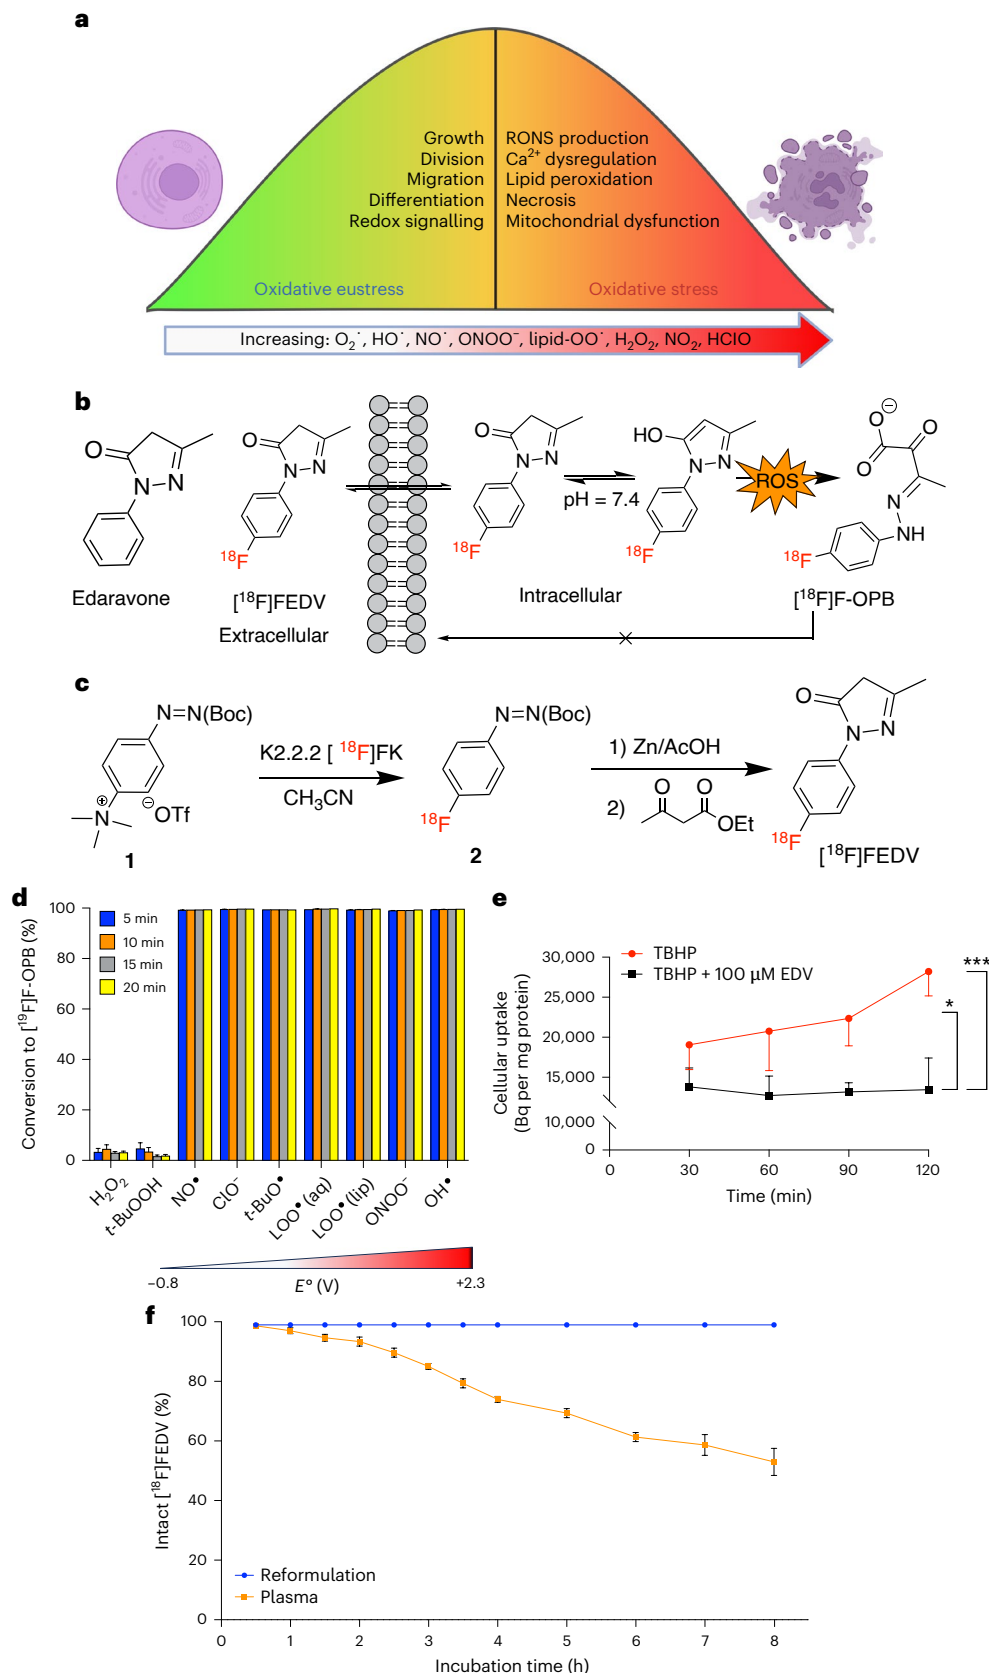 a
Growth
Division
Migration
Differentiation
Redox signalling
RONS production
Ca²⁺ dysregulation
Lipid peroxidation
Necrosis
Mitochondrial dysfunction
Oxidative eustress
Oxidative stress
Increasing: O₂˙, HO˙, NO˙, ONOO⁻, lipid-OO˙, H₂O₂, NO₂, HClO
b
O
N
N
Edaravone
O
N
N
¹⁸F
[¹⁸F]FEDV
Extracellular
O
N
N
¹⁸F
pH = 7.4
HO
N
N
¹⁸F
Intracellular
ROS
O⊖
O
O
N
NH
¹⁸F
[¹⁸F]F-OPB
×
c
N=N(Boc)
⊕
N
⊖
OTf
1
K2.2.2 [ ¹⁸F]FK
CH₃CN
N=N(Boc)
¹⁸F
2
1) Zn/AcOH
2)
O
O
OEt
O
N
N
¹⁸F
[¹⁸F]FEDV
d
Conversion to [¹⁹F]F-OPB (%)
100
80
60
40
20
0
5 min
10 min
15 min
20 min
H₂O₂
t-BuOOH
NO•
ClO⁻
t-BuO•
LOO•(aq)
LOO•(lip)
ONOO⁻
OH•
−0.8
E° (V)
+2.3
e
Cellular uptake
(Bq per mg protein)
TBHP
TBHP + 100 µM EDV
30,000
25,000
20,000
15,000
10,000
0
0
30
60
90
120
Time (min)
*
***
f
Intact [¹⁸F]FEDV (%)
100
80
60
40
20
0
Reformulation
Plasma
0
1
2
3
4
5
6
7
8
Incubation time (h)